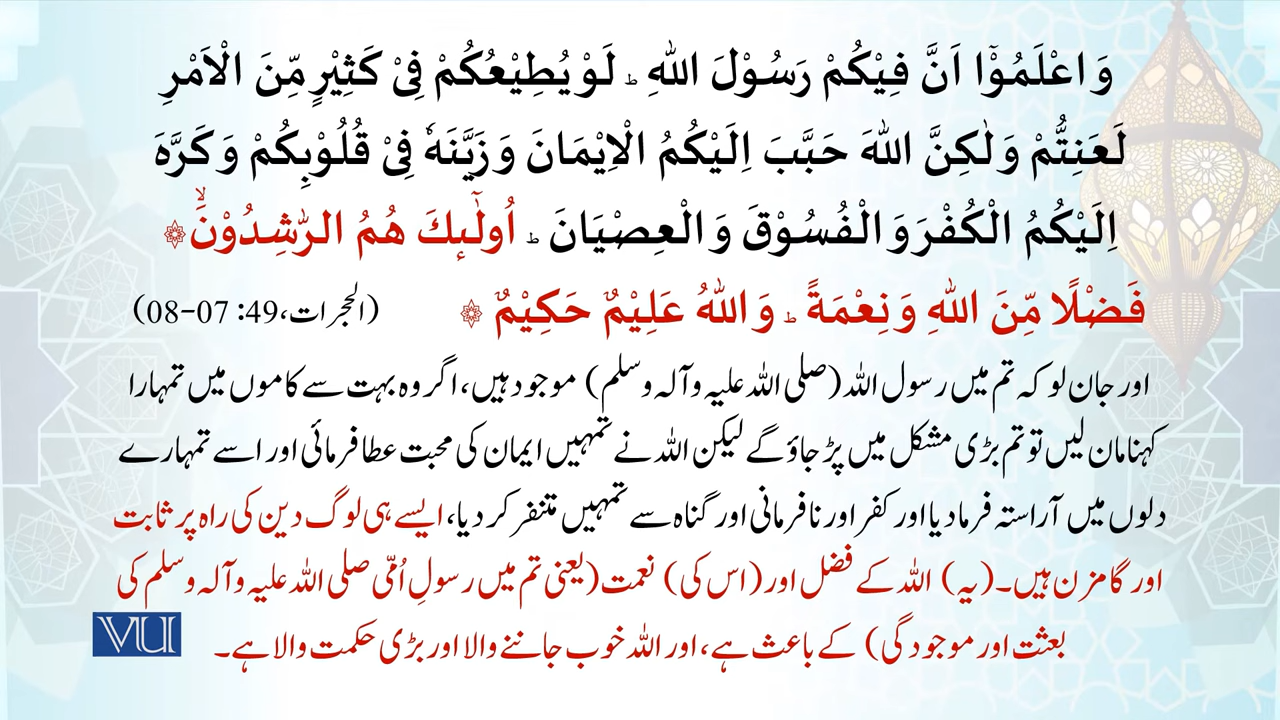 وَ اعْلَمُوْۤا اَنَّ فِیْكُمْ رَسُوْلَ اللّٰهِ ؕ لَوْ یُطِیْعُكُمْ فِیْ كَثِیْرٍ مِّنَ الْاَمْرِ
لَعَنِتُّمْ وَ لٰكِنَّ اللّٰهَ حَبَّبَ اِلَیْكُمُ الْاِیْمَانَ وَ زَیَّنَهٗ فِیْ قُلُوْبِكُمْ وَ كَرَّهَ
اِلَیْكُمُ الْكُفْرَ وَ الْفُسُوْقَ وَ الْعِصْیَانَ ؕ اُولٰٓىِٕكَ هُمُ الرّٰشِدُوْنَۙ۞
فَضْلًا مِّنَ اللّٰهِ وَ نِعْمَةً ؕ وَ اللّٰهُ عَلِیْمٌ حَكِیْمٌ ۞ (الحجرات،49: 07-08)
اور جان لو کہ تم میں رسول اللہ (صلی اللہ علیہ وآلہ وسلم) موجود ہیں، اگر وہ بہت سے کاموں میں تمہارا
کہنا مان لیں تو تم بڑی مشکل میں پڑ جاؤ گے لیکن اللہ نے تمہیں ایمان کی محبت عطا فرمائی اور اسے تمہارے
دلوں میں آراستہ فرما دیا اور کفر اور نافرمانی اور گناہ سے تمہیں متنفر کر دیا، ایسے ہی لوگ دین کی راہ پر ثابت
اور گامزن ہیں۔ (یہ) اللہ کے فضل اور (اس کی) نعمت (یعنی تم میں رسولِ اُمّی صلی اللہ علیہ وآلہ وسلم کی
بعثت اور موجودگی) کے باعث ہے، اور اللہ خوب جاننے والا اور بڑی حکمت والا ہے۔
VU